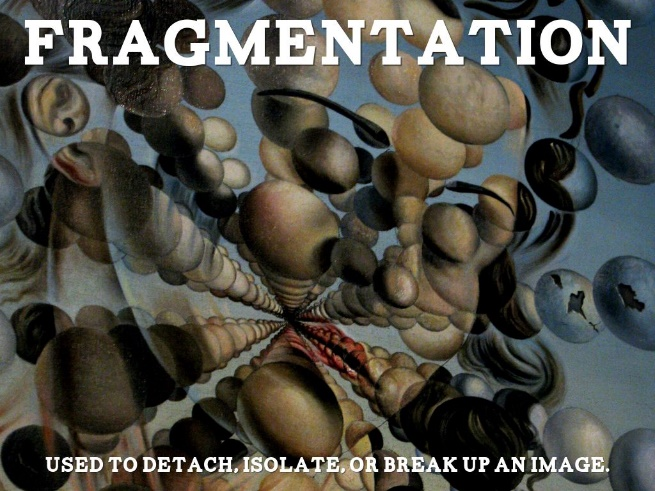 FRAGMENTATION
USED TO DETACH, ISOLATE, OR BREAK UP AN IMAGE.